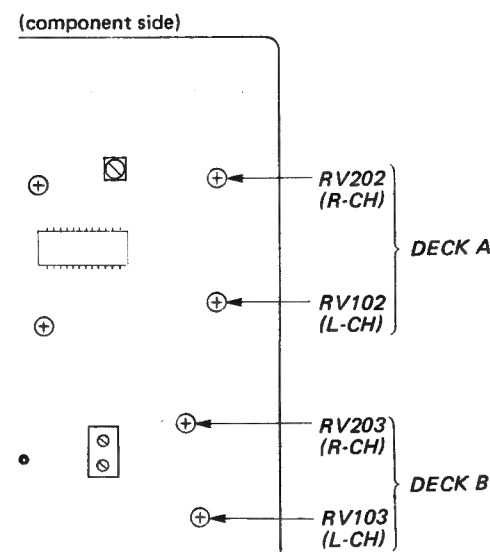 (component side)
RV202
(R-CH)
DECK A
RV102
(L-CH)
RV203
(R-CH)
DECK B
RV103
(L-CH)